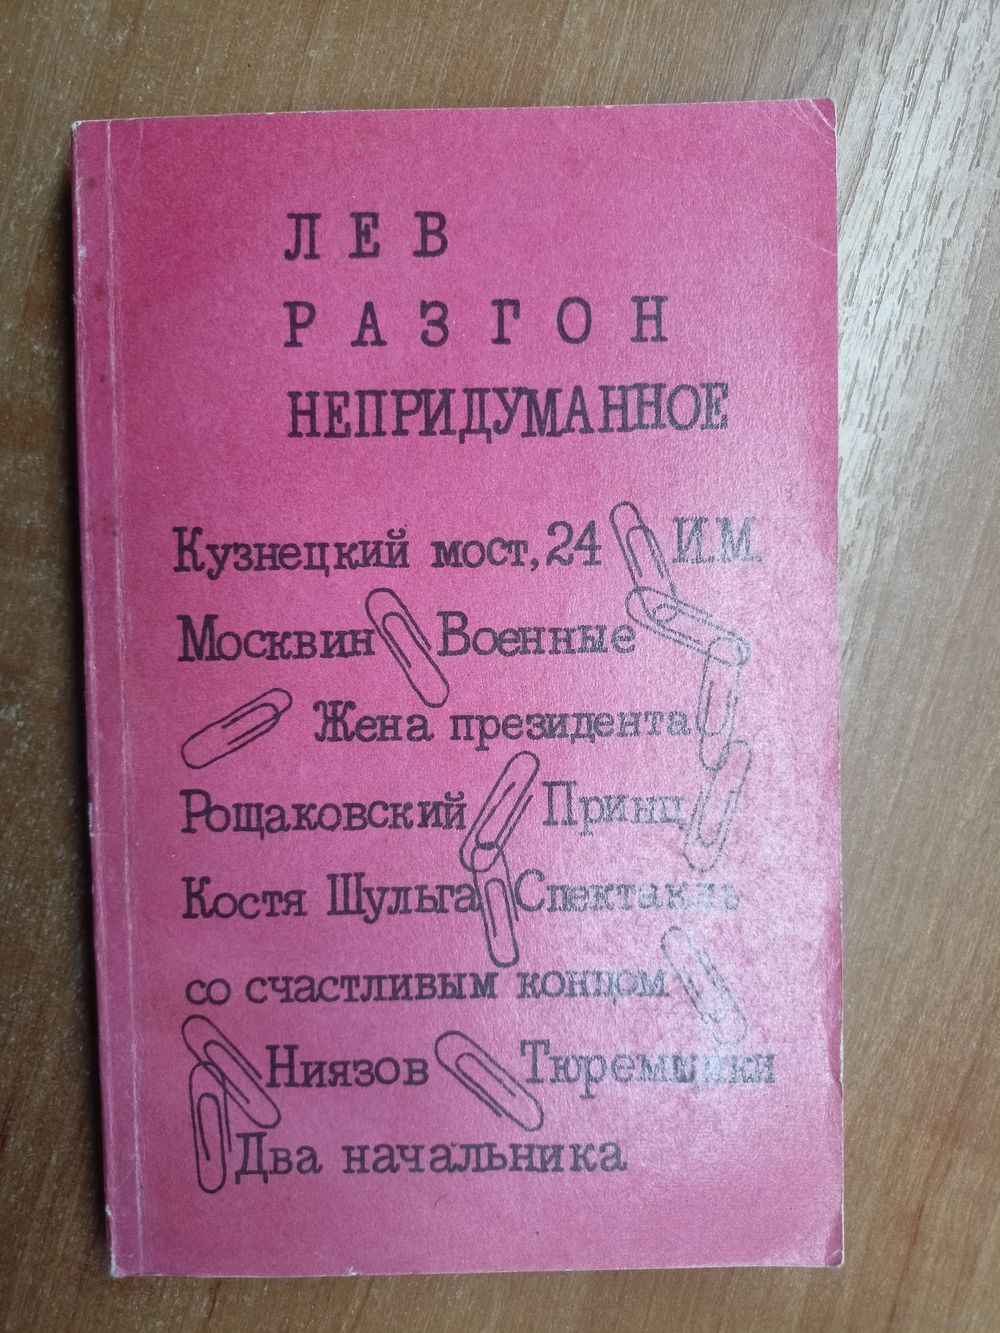 ЛЕВ
РАЗГОН
НЕПРИДУМАННОЕ
Кузнецкий мост, 24 И.М.
Москвин Военные
Жена президента
Рощаковский Принц
Костя Шульга Спектакль
со счастливым концом
Ниязов Тюремщики
Два начальника